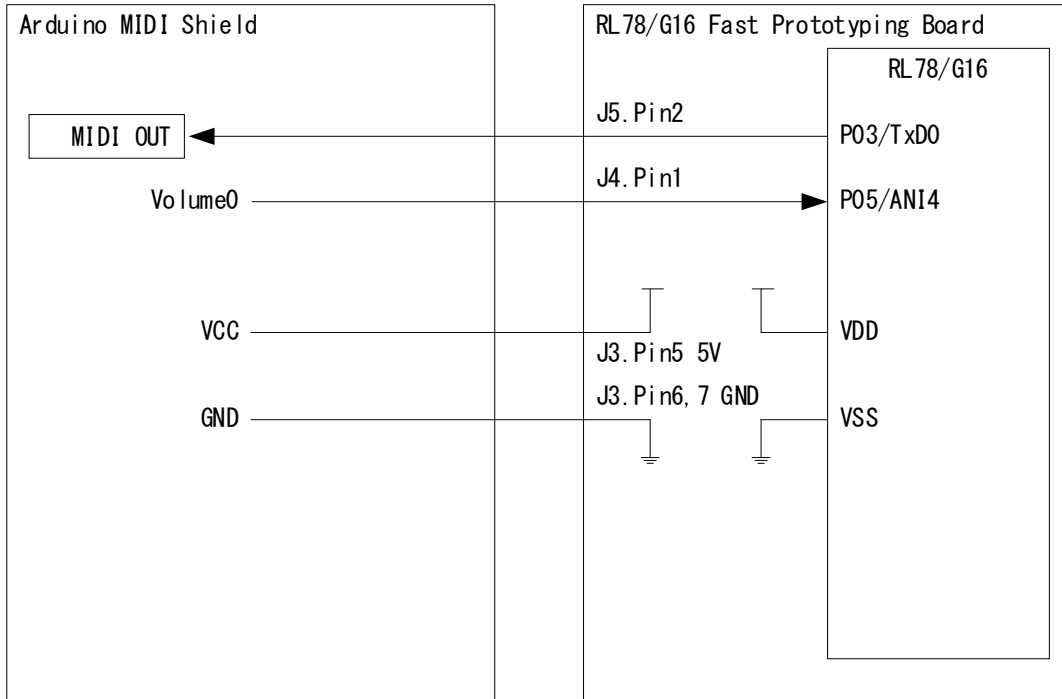 Arduino MIDI Shield
RL78/G16 Fast Prototyping Board
RL78/G16
J5.Pin2
MIDI OUT
P03/TxD0
J4.Pin1
Volume0
P05/ANI4
VCC
VDD
J3.Pin5 5V
J3.Pin6,7 GND
GND
VSS